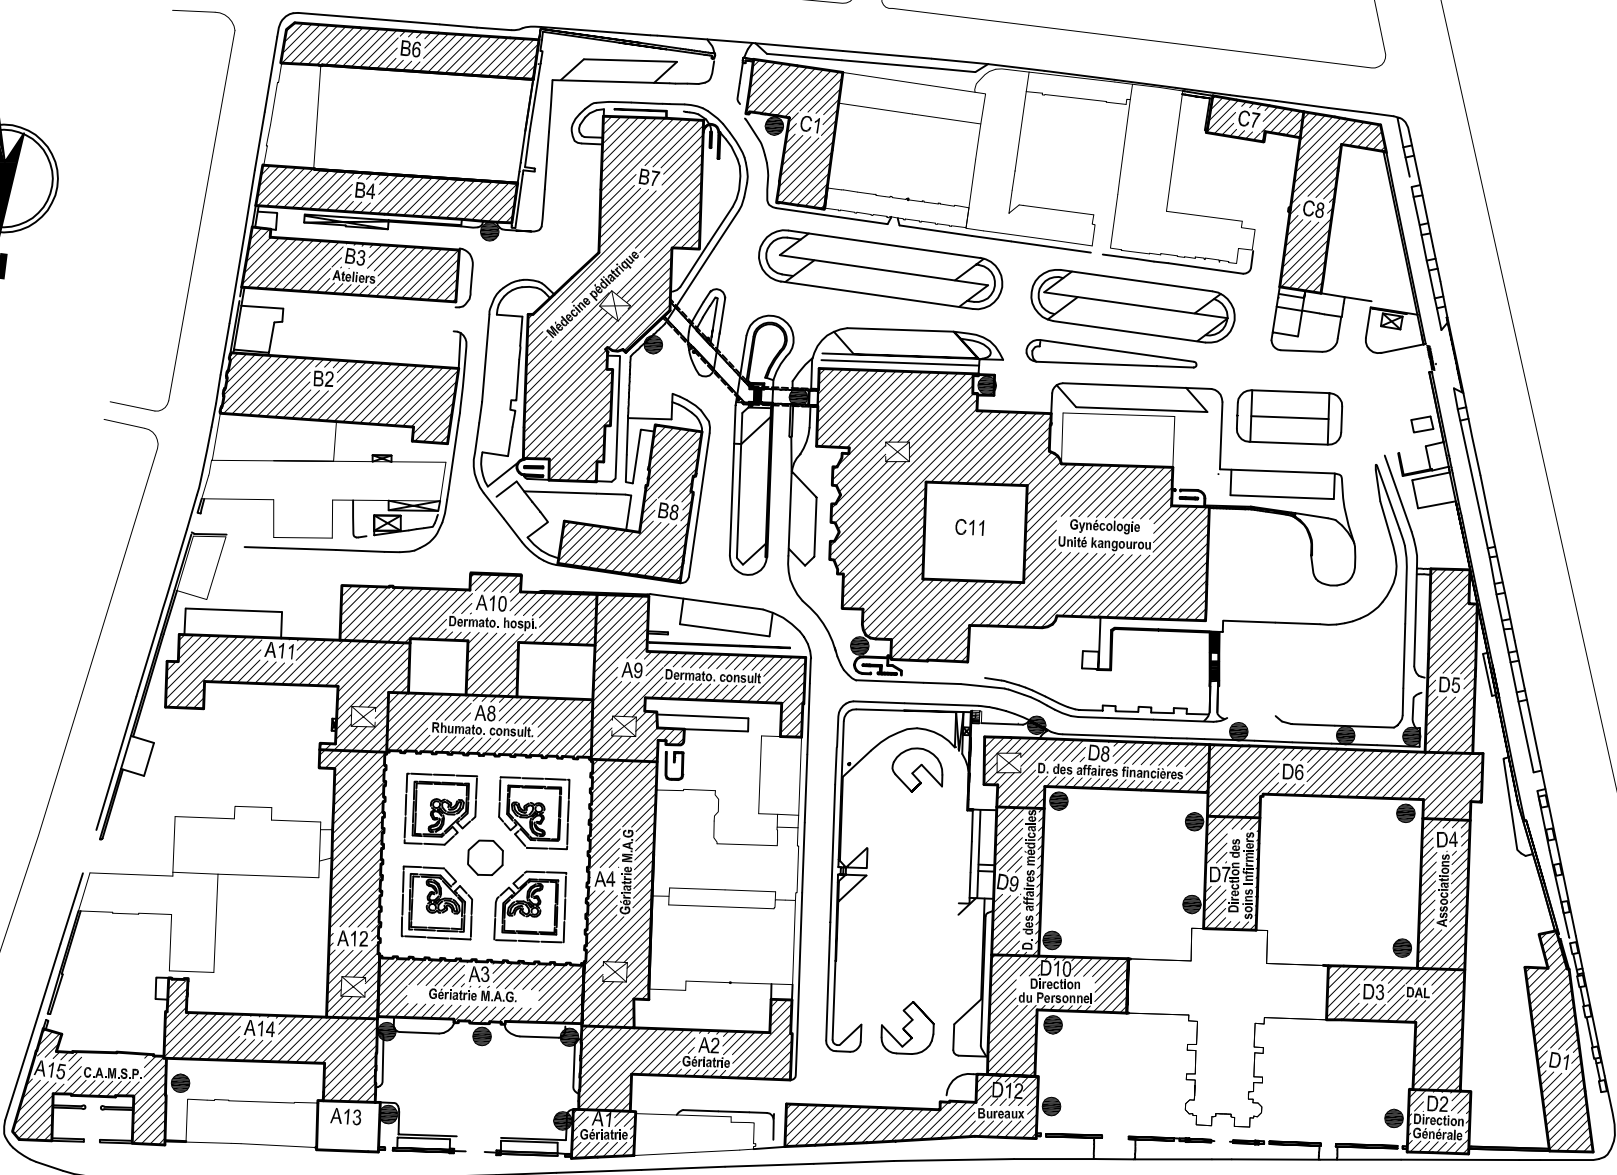 B6
B4
B3
Ateliers
B2
B7
Médecine pédiatrique
B8
C1
C7
C8
C11
Gynécologie
Unité kangourou
A10
Dermato. hospi.
A11
A9
Dermato. consult
A8
Rhumato. consult.
A12
A4
Gériatrie M.A.G
A3
Gériatrie M.A.G.
A14
A2
Gériatrie
A15
C.A.M.S.P.
A13
A1
Gériatrie
D5
D8
D. des affaires financières
D6
D9
D. des affaires médicales
D7
Direction des
soins Infirmiers
D4
Associations
D10
Direction
du Personnel
D3
DAL
D1
D12
Bureaux
D2
Direction
Générale